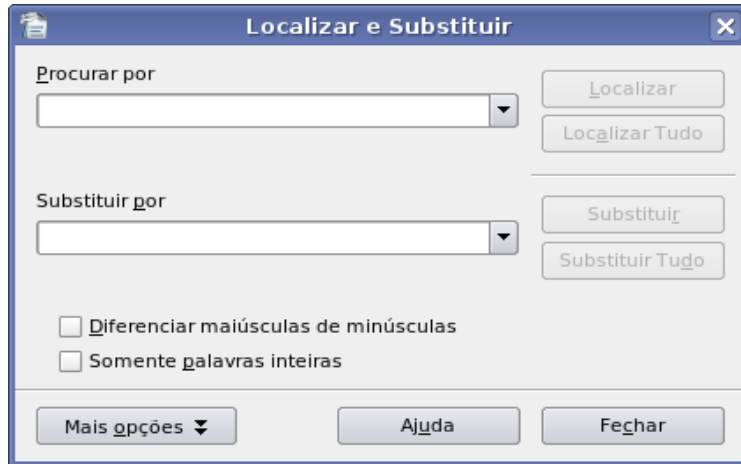 Localizar e Substituir
Procurar por
Localizar
Localizar Tudo
Substituir por
Substituir
Substituir Tudo
Diferenciar maiúsculas de minúsculas
Somente palavras inteiras
Mais opções
Ajuda
Fechar